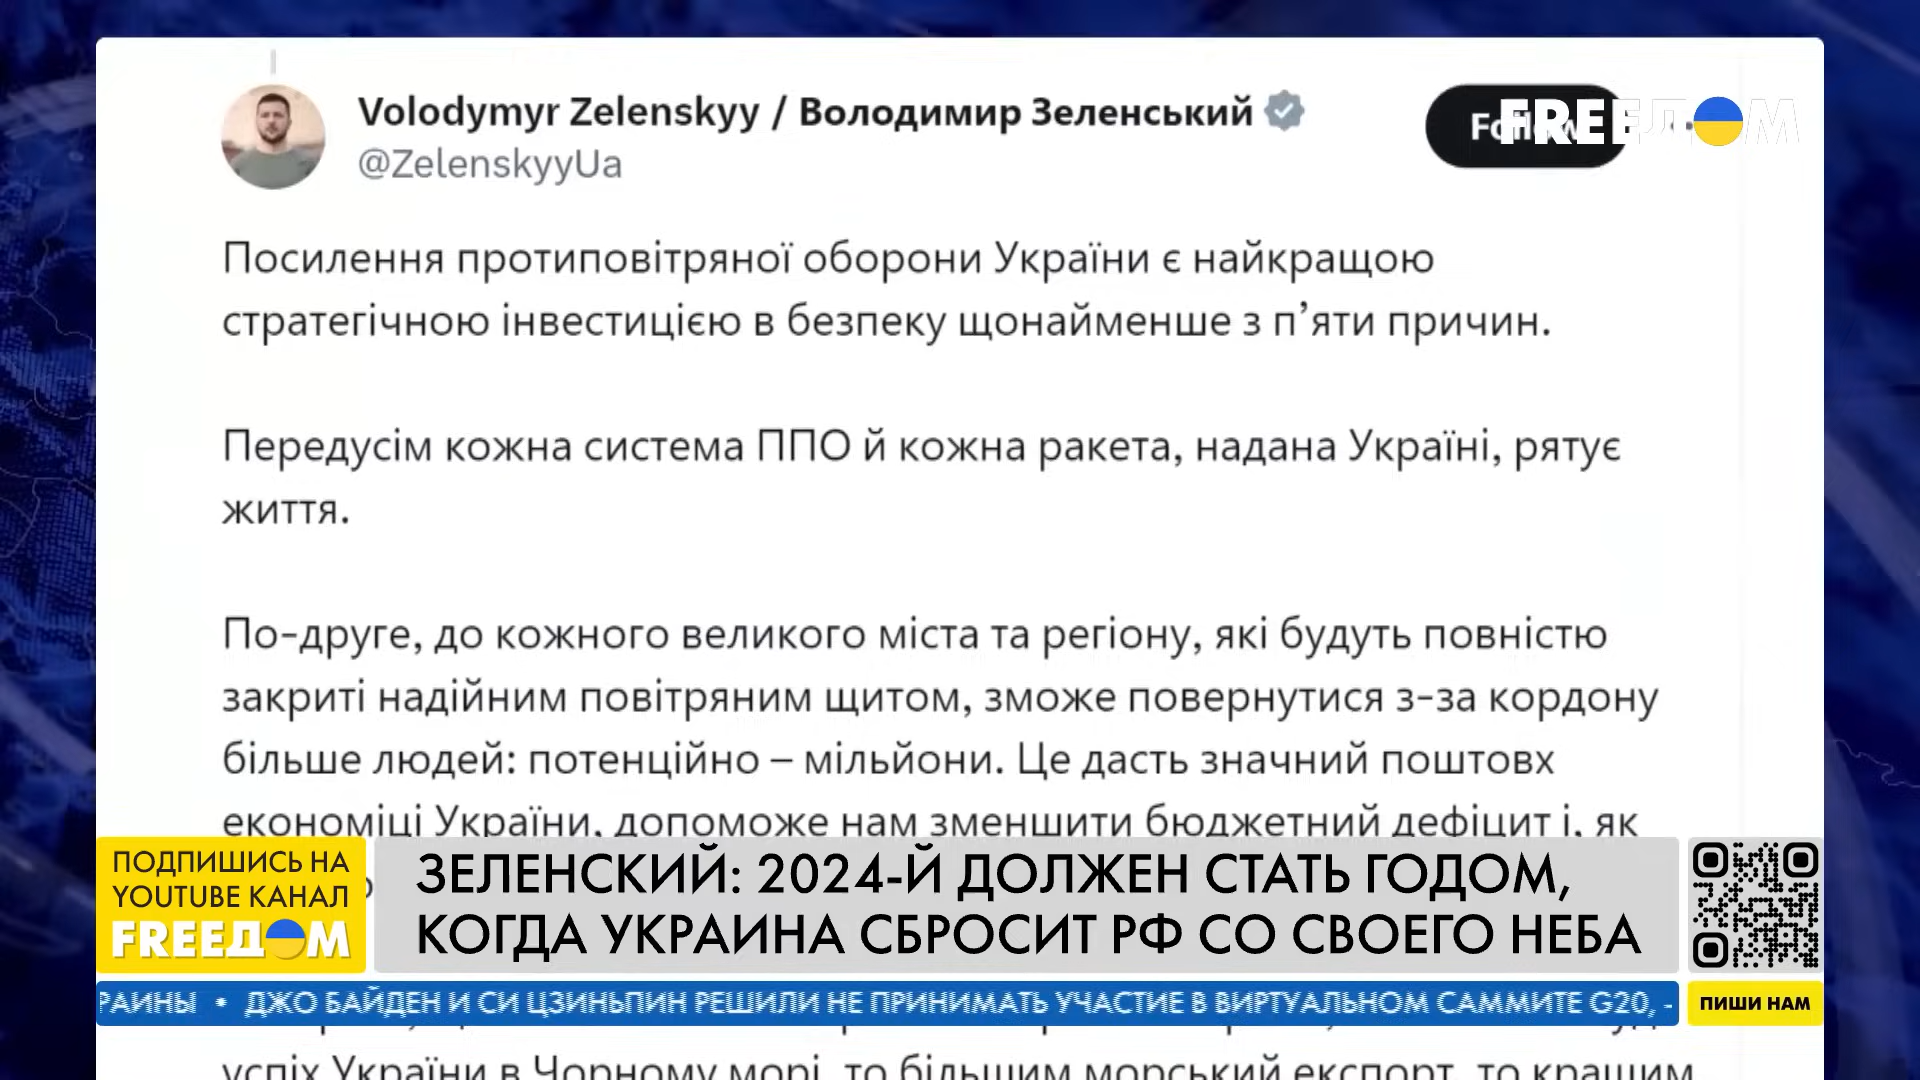 Volodymyr Zelenskyy / Володимир Зеленський
@ZelenskyyUa
FREEДOM
Посилення протиповітряної оборони України є найкращою
стратегічною інвестицією в безпеку щонайменше з п’яти причин.
Передусім кожна система ППО й кожна ракета, надана Україні, рятує
життя.
По-друге, до кожного великого міста та регіону, які будуть повністю
закриті надійним повітряним щитом, зможе повернутися з-за кордону
більше людей: потенційно – мільйони. Це дасть значний поштовх
економіці України, допоможе нам зменшити бюджетний дефіцит і, як
ПОДПИШИСЬ НА
YOUTUBE КАНАЛ
FREEДOM
ЗЕЛЕНСКИЙ: 2024-Й ДОЛЖЕН СТАТЬ ГОДОМ,
КОГДА УКРАИНА СБРОСИТ РФ СО СВОЕГО НЕБА
РАИНЫ • ДЖО БАЙДЕН И СИ ЦЗИНЬПИН РЕШИЛИ НЕ ПРИНИМАТЬ УЧАСТИЕ В ВИРТУАЛЬНОМ САММИТЕ G20, -
ПИШИ НАМ
успіх України в Чорному морі, то більшим морський експорт, то кращим